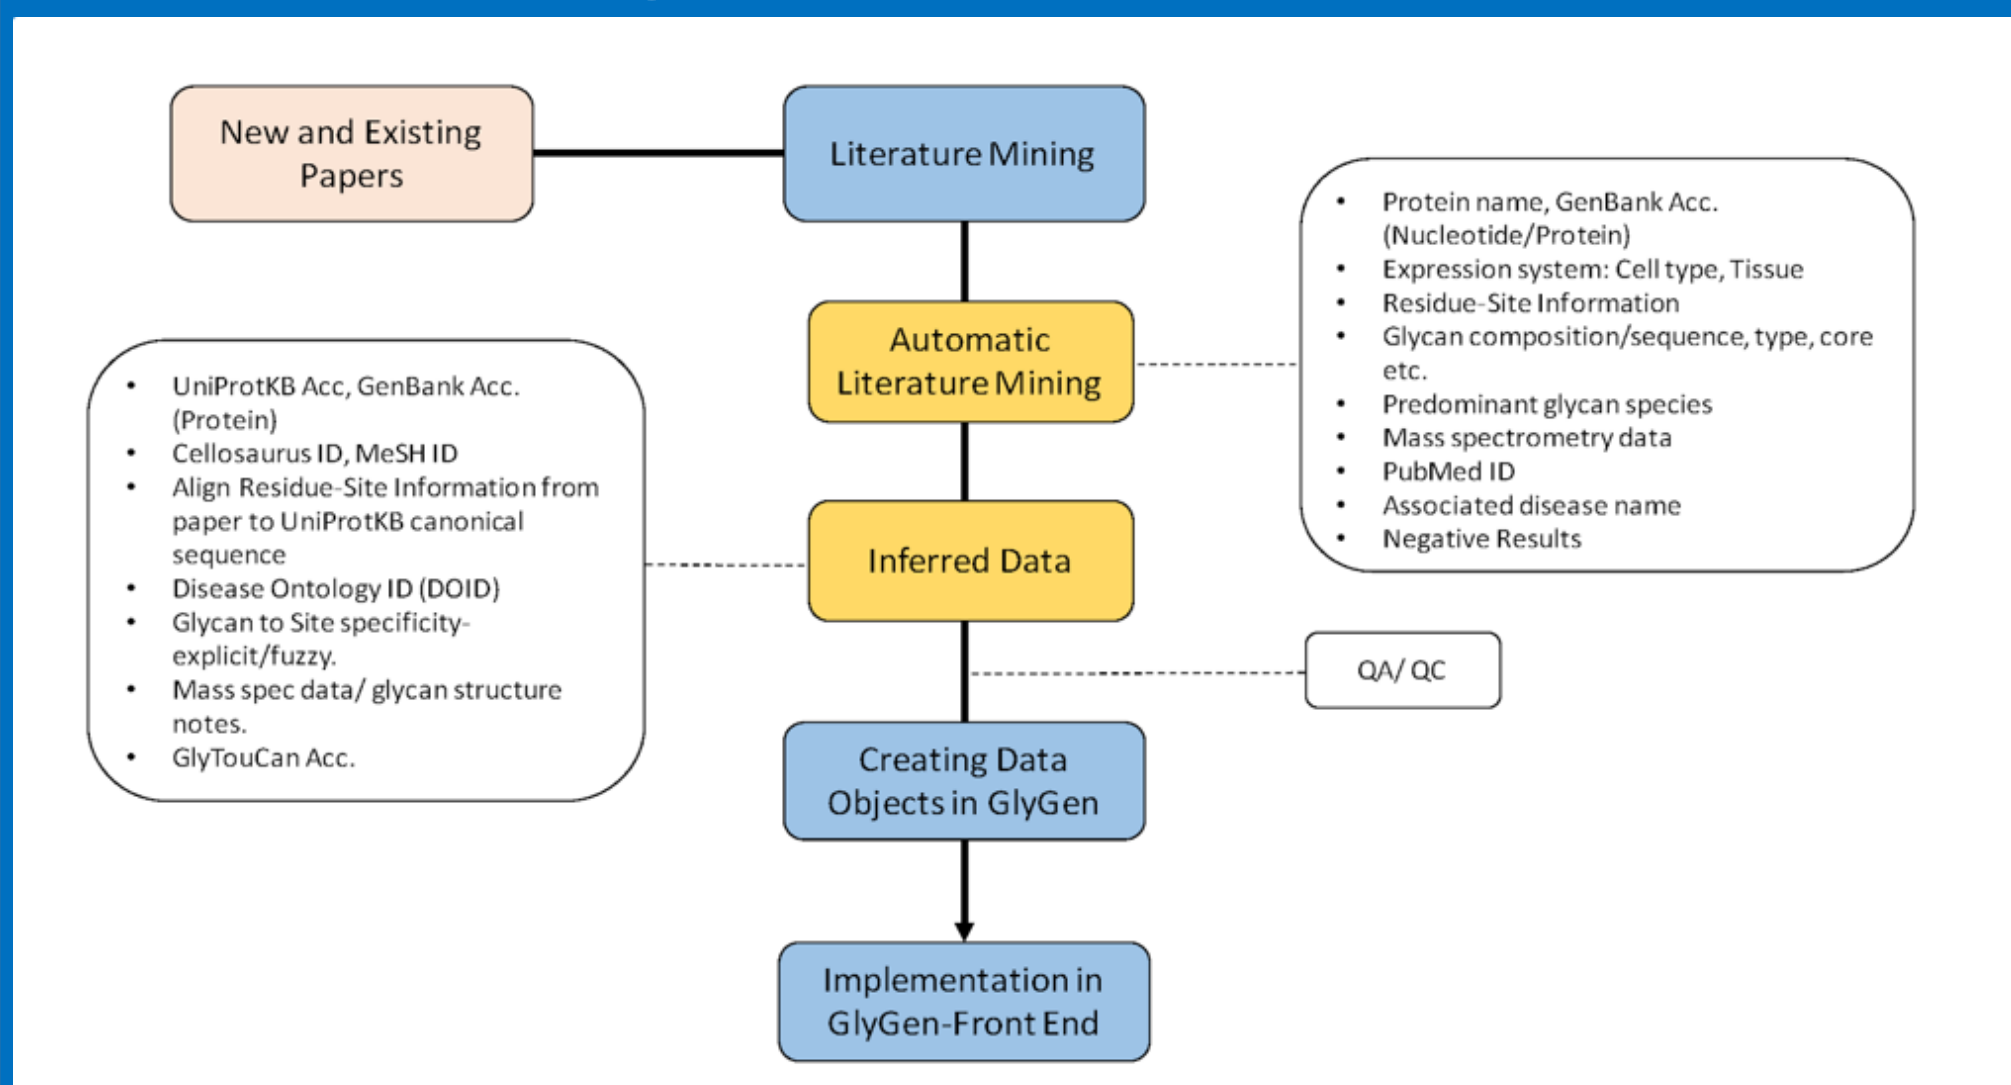 New and Existing
Papers
Literature Mining
• Protein name, GenBank Acc.
(Nucleotide/Protein)
• Expression system: Cell type, Tissue
• Residue-Site Information
• Glycan composition/sequence, type, core
etc.
• Predominant glycan species
• Mass spectrometry data
• PubMed ID
• Associated disease name
• Negative Results
Automatic
Literature Mining
• UniProtKB Acc, GenBank Acc.
(Protein)
• Cellosaurus ID, MeSH ID
• Align Residue-Site Information from
paper to UniProtKB canonical
sequence
• Disease Ontology ID (DOID)
• Glycan to Site specificity-
explicit/fuzzy.
• Mass spec data/ glycan structure
notes.
• GlyTouCan Acc.
Inferred Data
QA/ QC
Creating Data
Objects in GlyGen
Implementation in
GlyGen-Front End